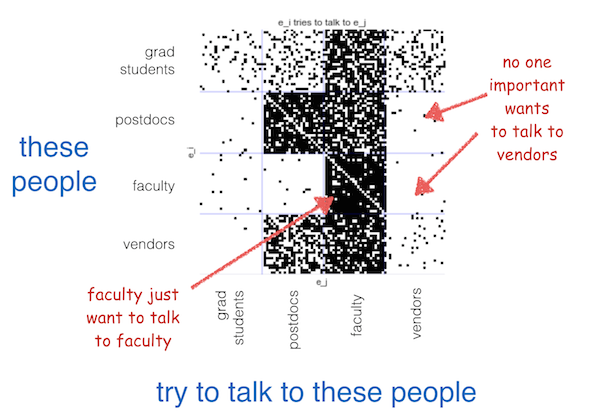 e_i tries to talk to e_j
grad
students
postdocs
faculty
vendors
e_i
these
people
no one
important
wants
to talk to
vendors
faculty just
want to talk
to faculty
e_j
grad
students
postdocs
faculty
vendors
try to talk to these people